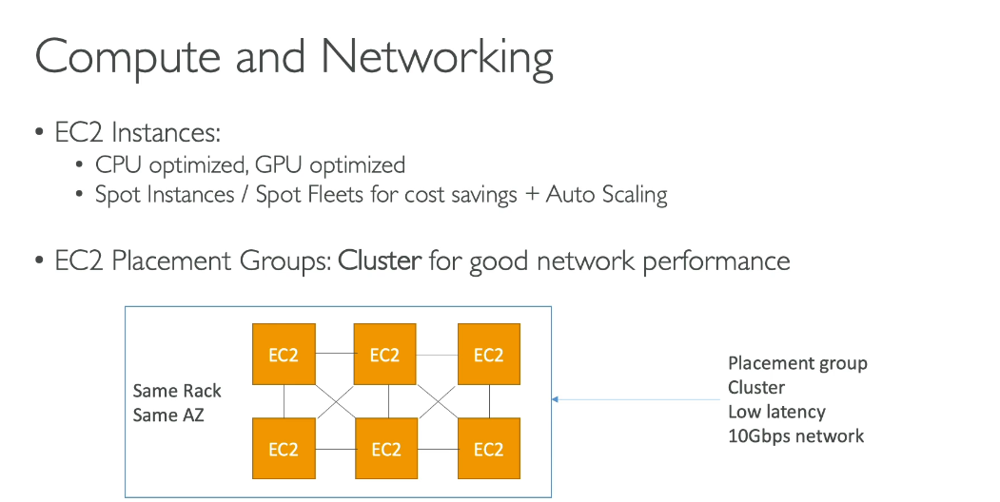 Compute and Networking
• EC2 Instances:
• CPU optimized, GPU optimized
• Spot Instances / Spot Fleets for cost savings + Auto Scaling
• EC2 Placement Groups: Cluster for good network performance
Same Rack
Same AZ
EC2 EC2 EC2
EC2 EC2 EC2
Placement group
Cluster
Low latency
10Gbps network